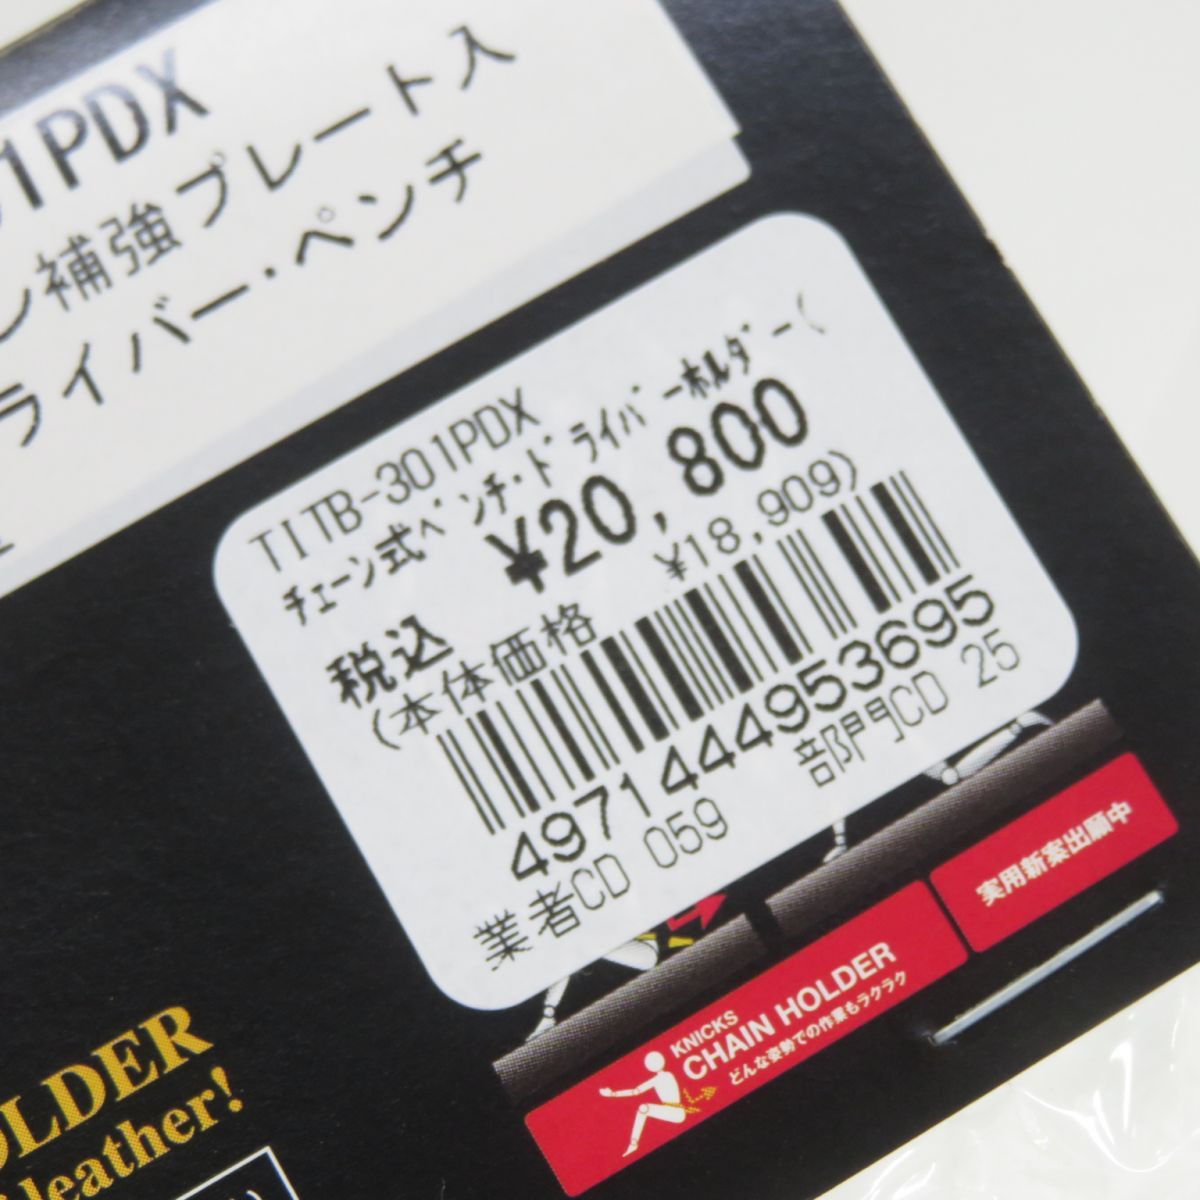 01PDX
補強プレート入
ライバー・ペンチ
TITB-301PDX
チェーン式ペンチ・ドライバーホルダー(
税込 ¥20,800
(本体価格 ¥18,909)
4971444953695
業者CD 059 部門CD 25
実用新案出願中
KNICKS
CHAIN HOLDER
どんな姿勢での作業もラクラク
OLDER
leather!